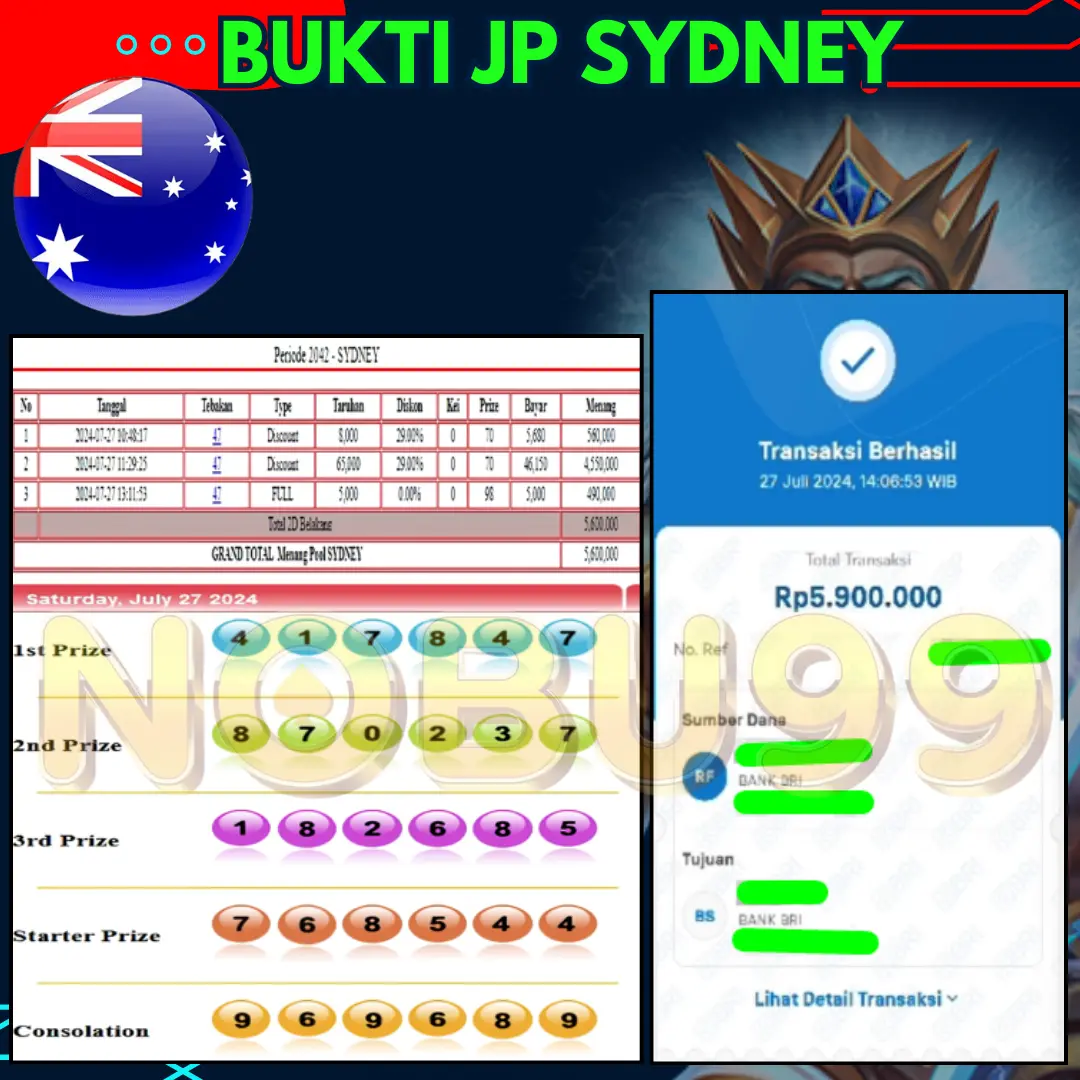 BUKTI JP SYDNEY
Periode 2042 - SYDNEY
No Tanggal Tebakan Type Taruhan Diskon Kei Prize Bayar Menang
1 2024-07-27 10:48:17 47 Discount 8,000 29.00% 0 70 5,680 560,000
2 2024-07-27 11:29:25 47 Discount 65,000 29.00% 0 70 46,150 4,550,000
3 2024-07-27 13:11:53 47 FULL 5,000 0.00% 0 98 5,000 490,000
Total 2D Belakang 5,600,000
GRAND TOTAL Menang Pool SYDNEY 5,600,000
Saturday, July 27 2024
1st Prize 4 1 7 8 4 7
2nd Prize 8 7 0 2 3 7
3rd Prize 1 8 2 6 8 5
Starter Prize 7 6 8 5 4 4
Consolation 9 6 9 6 8 9
NOBU99
Transaksi Berhasil
27 Juli 2024, 14:06:53 WIB
Total Transaksi
Rp5.900.000
No. Ref
Sumber Dana
RF
BANK BRI
Tujuan
BS
BANK BRI
Lihat Detail Transaksi